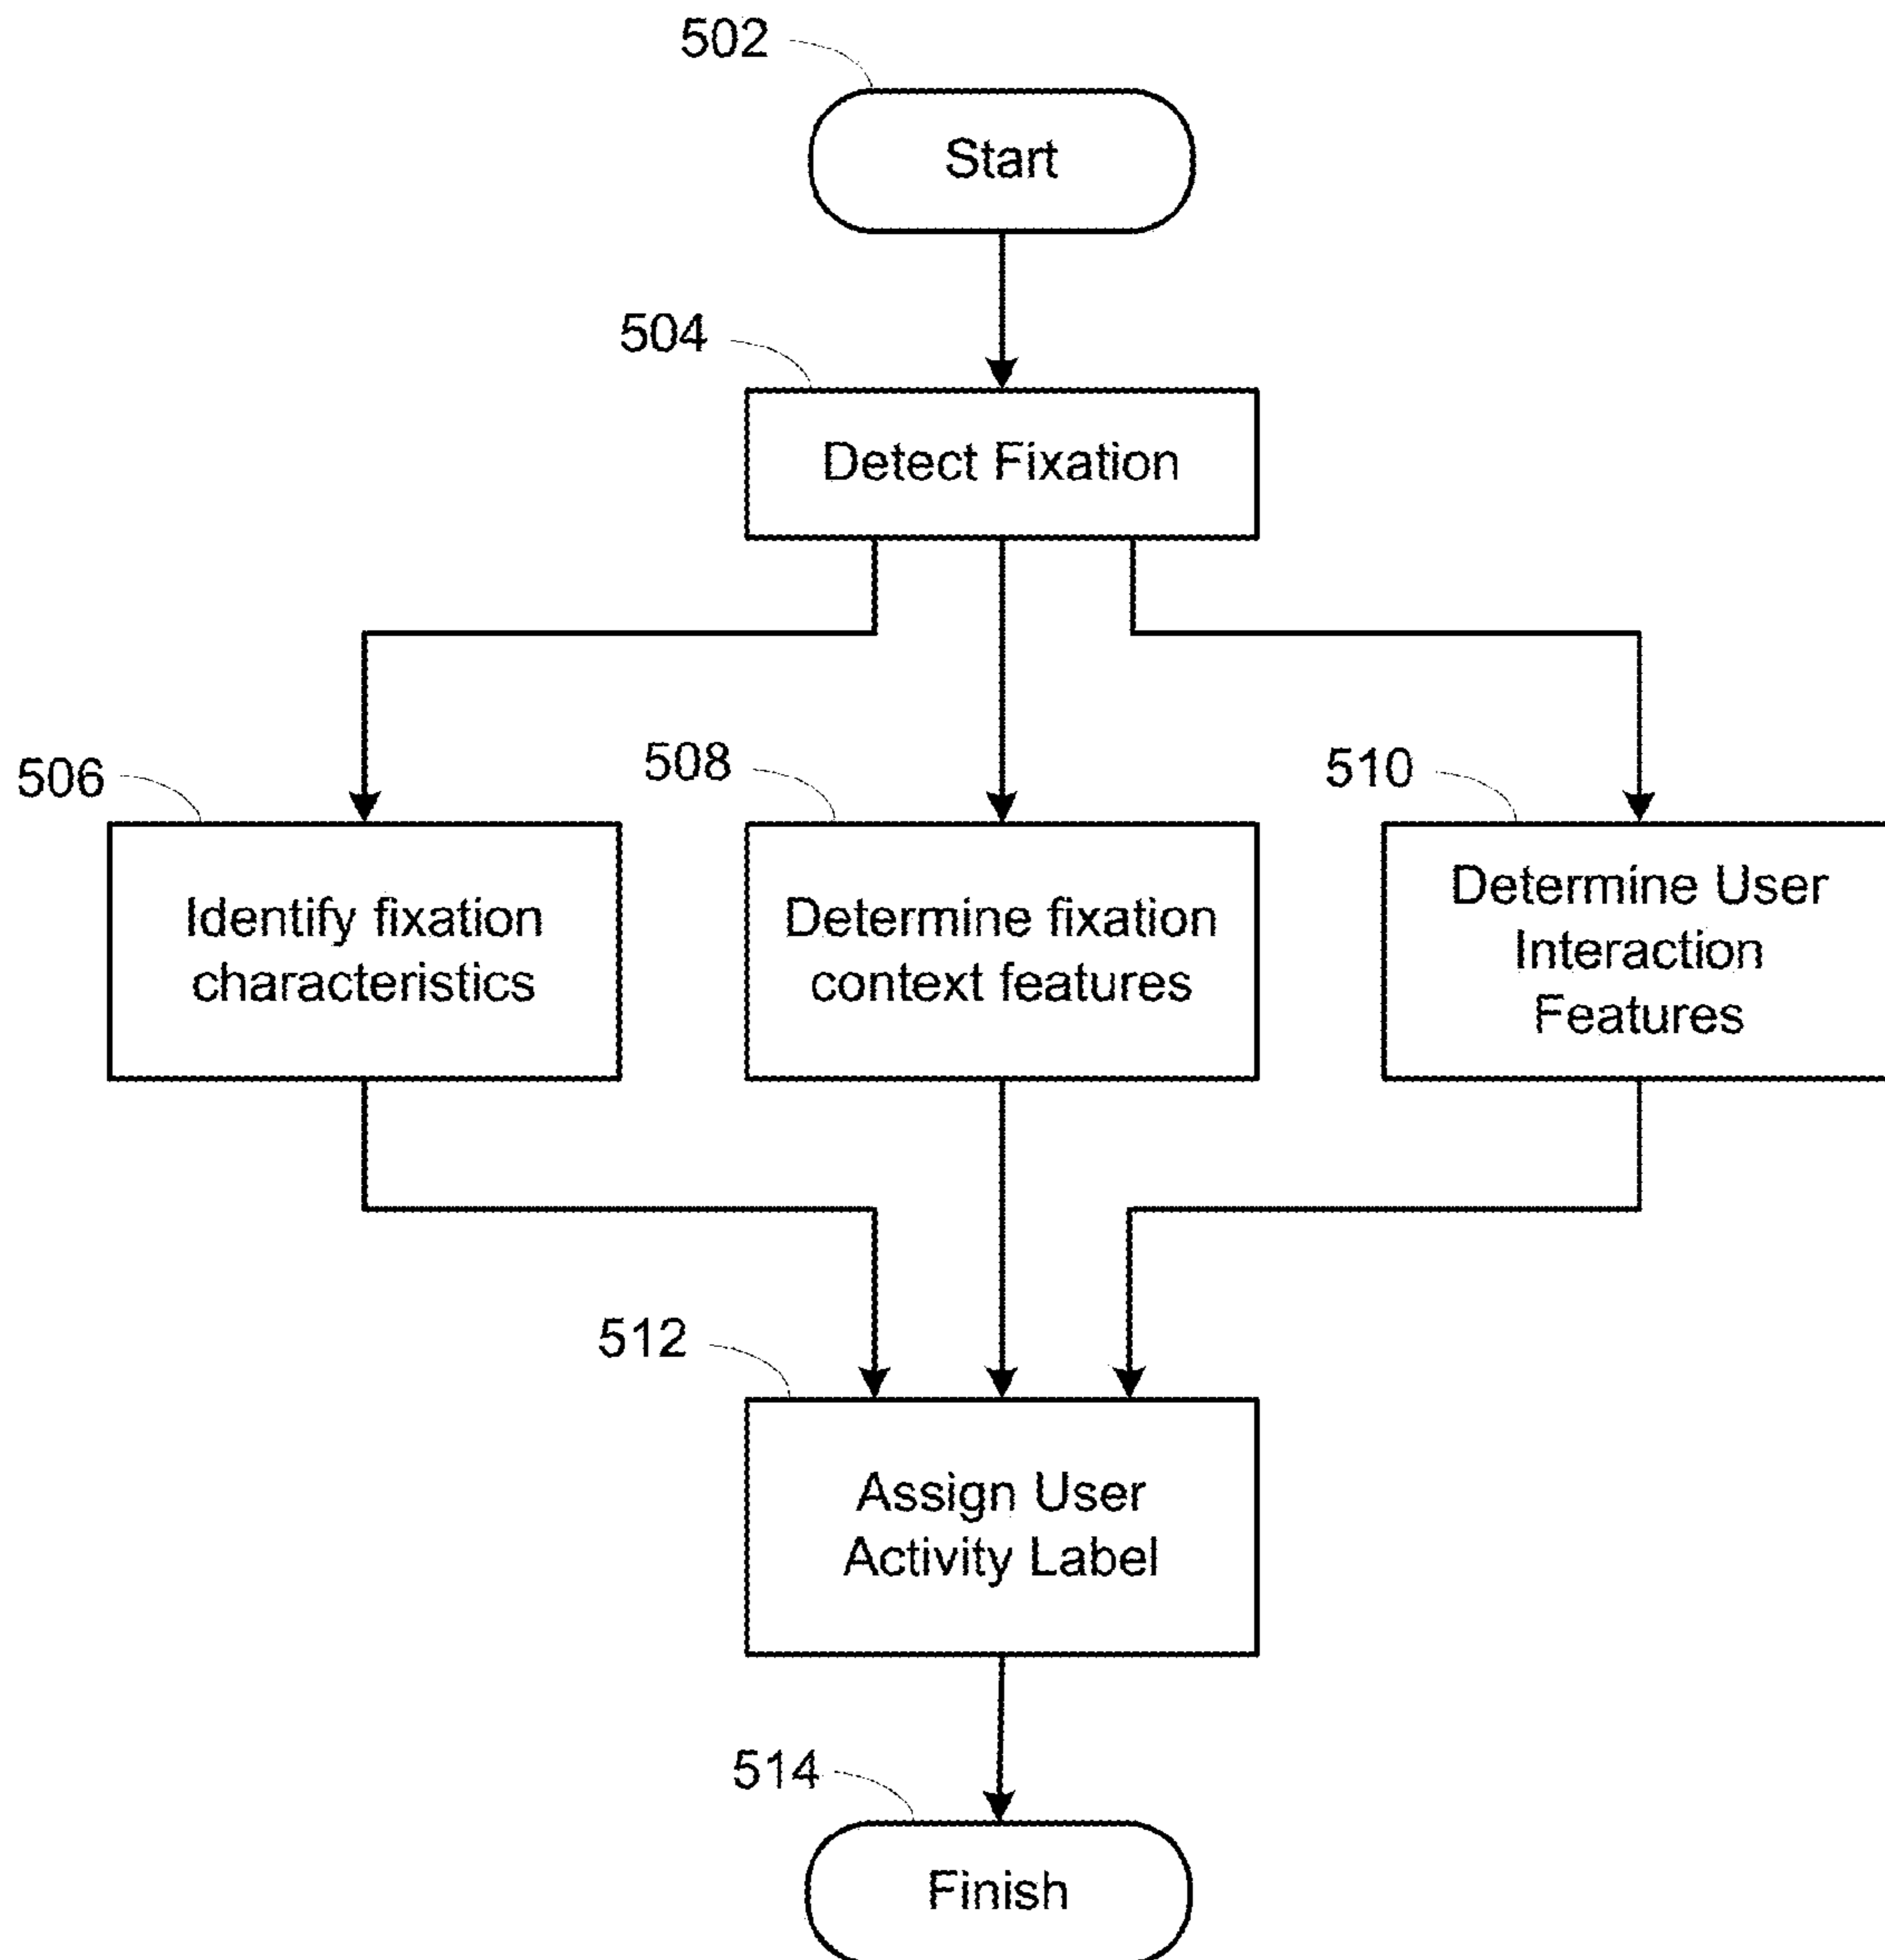 502
Start
504
Detect Fixation
506
508
510
Identify fixation
characteristics
Determine fixation
context features
Determine User
Interaction
Features
512
Assign User
Activity Label
514
Finish